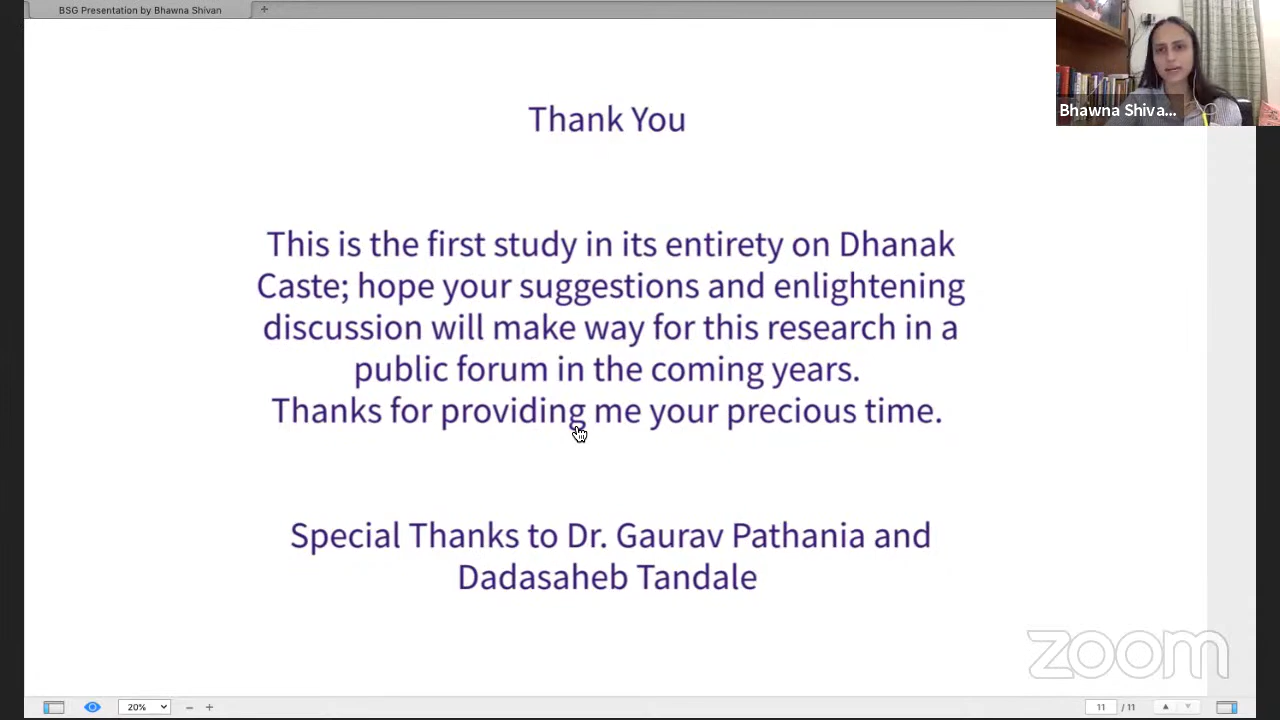 BSG Presentation by Bhawna Shivan
+
Bhawna Shiva...
Thank You
This is the first study in its entirety on Dhanak
Caste; hope your suggestions and enlightening
discussion will make way for this research in a
public forum in the coming years.
Thanks for providing me your precious time.
Special Thanks to Dr. Gaurav Pathania and
Dadasaheb Tandale
zoom
20% − + 11 / 11